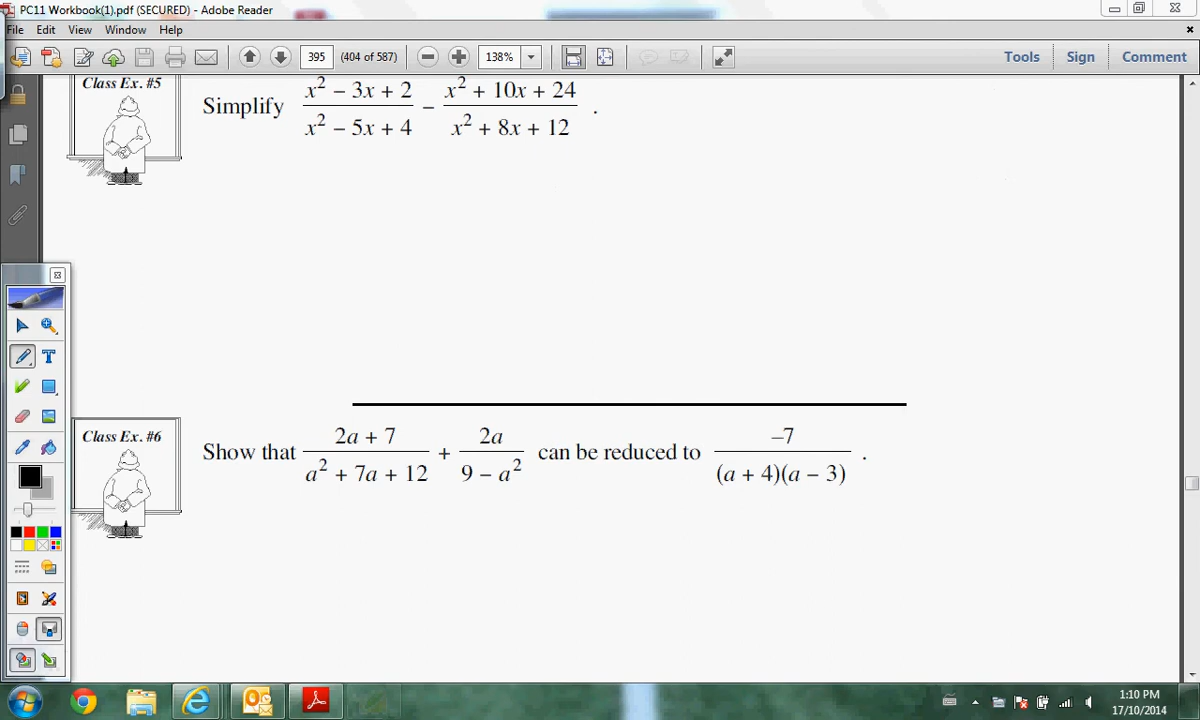 PC11 Workbook(1).pdf (SECURED) - Adobe Reader
File Edit View Window Help
395 (404 of 587) 138% Tools Sign Comment
Class Ex. #5
Simplify x² – 3x + 2 / x² – 5x + 4 – x² + 10x + 24 / x² + 8x + 12 .
Class Ex. #6
Show that 2a + 7 / a² + 7a + 12 + 2a / 9 – a² can be reduced to –7 / (a + 4)(a – 3) .
T
1:10 PM
17/10/2014